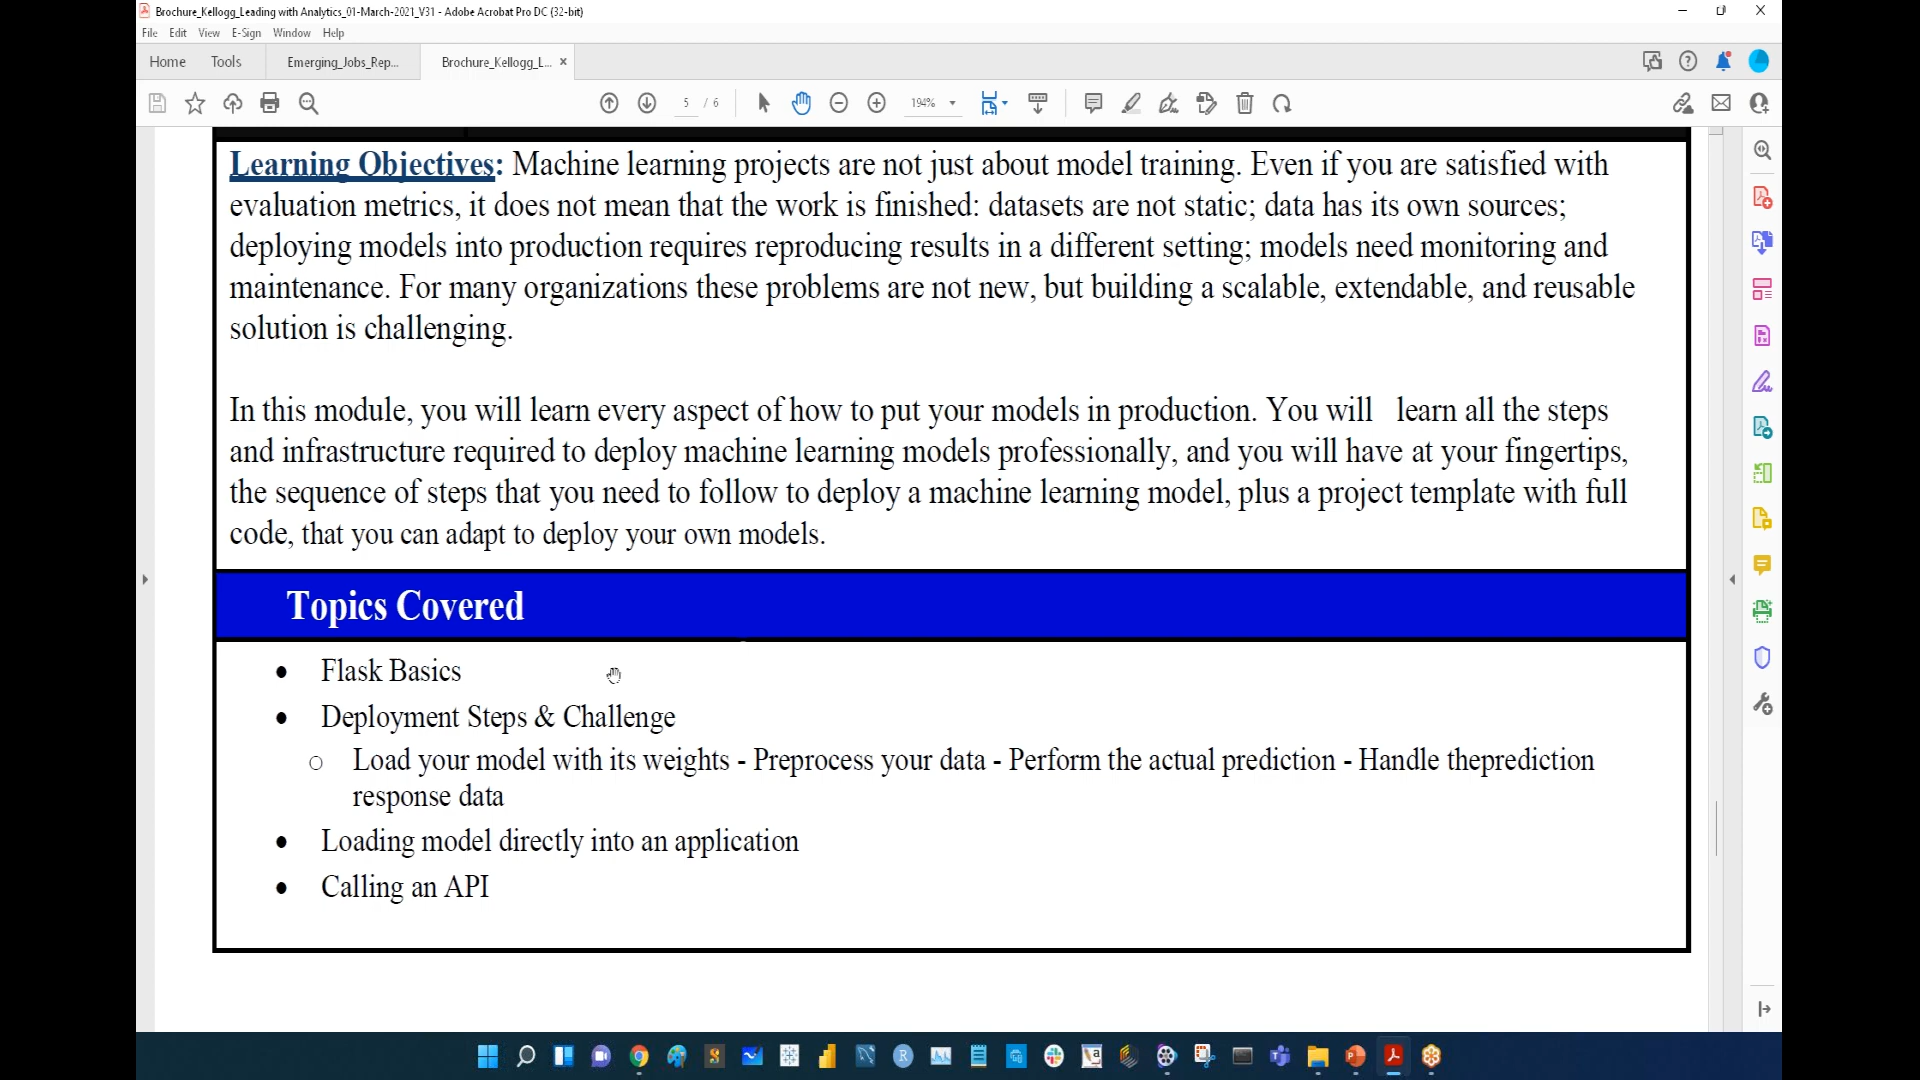 Brochure_Kellogg_Leading with Analytics_01-March-2021_V31 - Adobe Acrobat Pro DC (32-bit)
File Edit View E-Sign Window Help
Home Tools Emerging_Jobs_Rep... Brochure_Kellogg_L... ×
5 / 6 194%
Learning Objectives: Machine learning projects are not just about model training. Even if you are satisfied with
evaluation metrics, it does not mean that the work is finished: datasets are not static; data has its own sources;
deploying models into production requires reproducing results in a different setting; models need monitoring and
maintenance. For many organizations these problems are not new, but building a scalable, extendable, and reusable
solution is challenging.
In this module, you will learn every aspect of how to put your models in production. You will learn all the steps
and infrastructure required to deploy machine learning models professionally, and you will have at your fingertips,
the sequence of steps that you need to follow to deploy a machine learning model, plus a project template with full
code, that you can adapt to deploy your own models.
Topics Covered
• Flask Basics
• Deployment Steps & Challenge
○ Load your model with its weights - Preprocess your data - Perform the actual prediction - Handle theprediction
response data
• Loading model directly into an application
• Calling an API